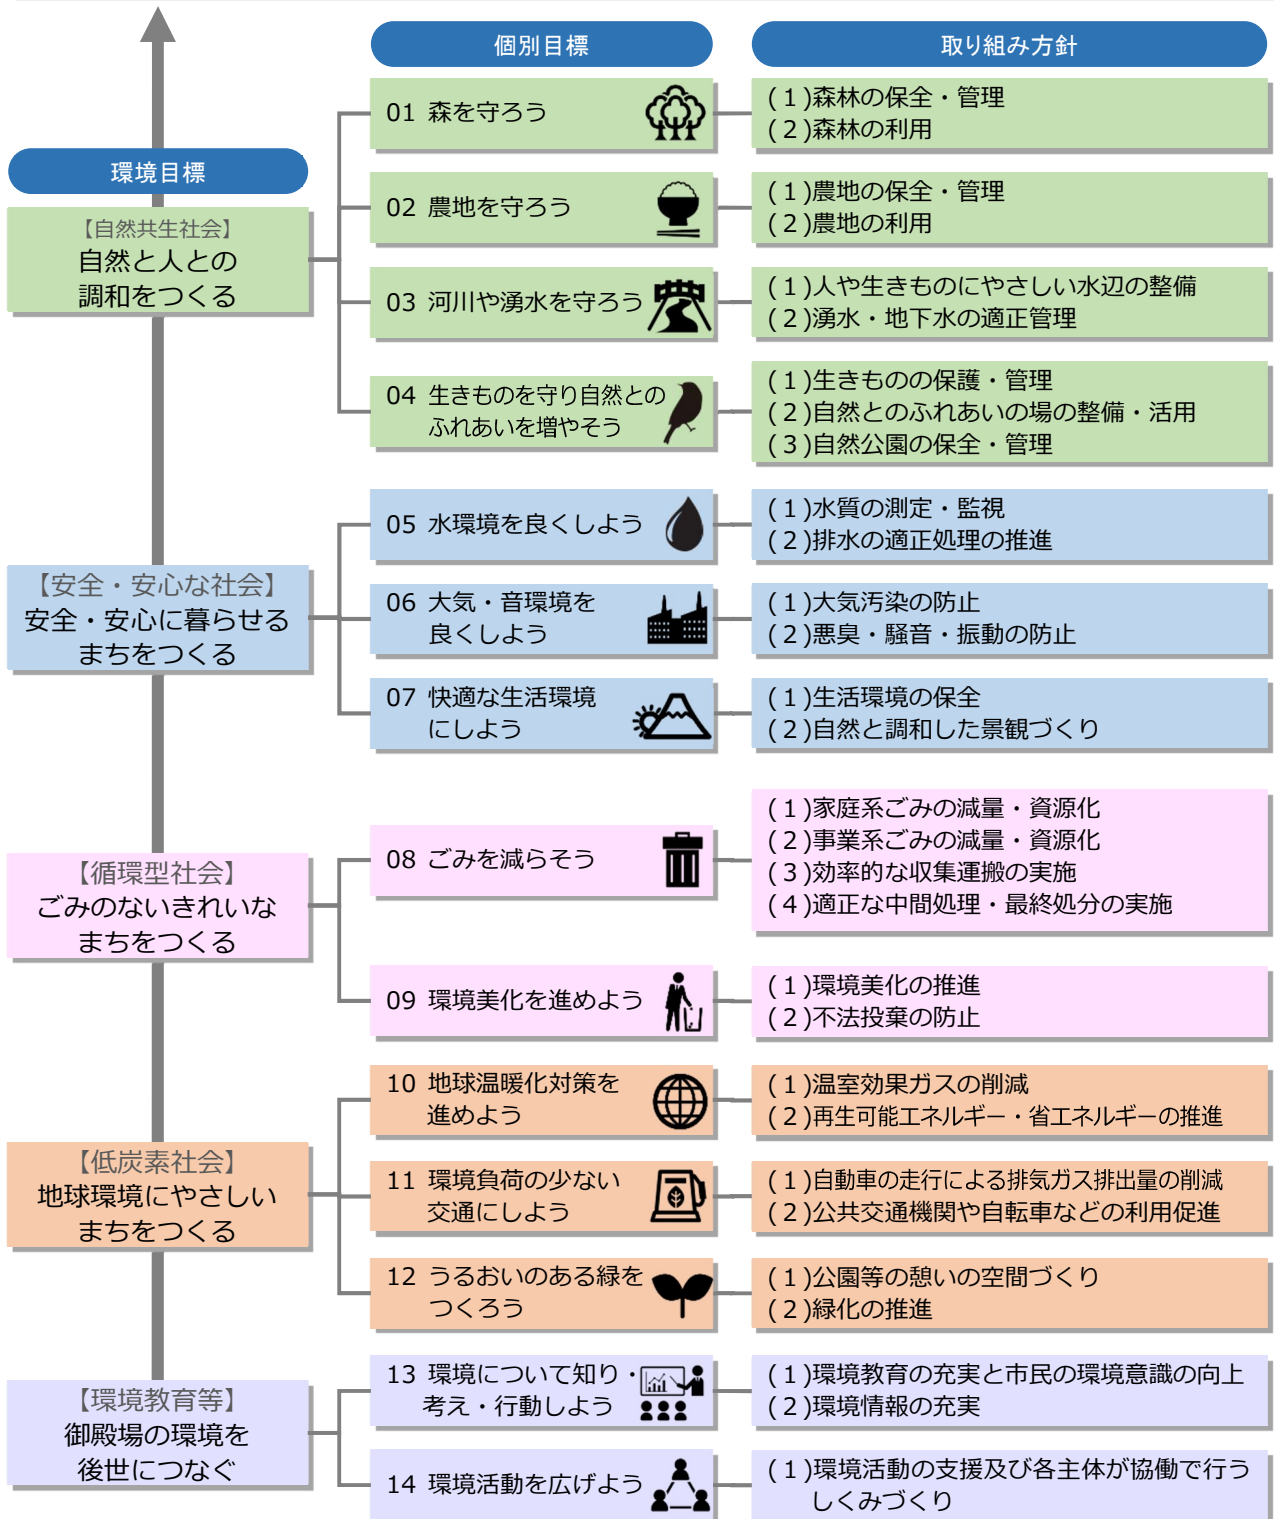 個別目標
取り組み方針
環境目標
【自然共生社会】
自然と人との
調和をつくる
01 森を守ろう
(1)森林の保全・管理
(2)森林の利用
02 農地を守ろう
(1)農地の保全・管理
(2)農地の利用
03 河川や湧水を守ろう
(1)人や生きものにやさしい水辺の整備
(2)湧水・地下水の適正管理
04 生きものを守り自然との
ふれあいを増やそう
(1)生きものの保護・管理
(2)自然とのふれあいの場の整備・活用
(3)自然公園の保全・管理
【安全・安心な社会】
安全・安心に暮らせる
まちをつくる
05 水環境を良くしよう
(1)水質の測定・監視
(2)排水の適正処理の推進
06 大気・音環境を
良くしよう
(1)大気汚染の防止
(2)悪臭・騒音・振動の防止
07 快適な生活環境
にしよう
(1)生活環境の保全
(2)自然と調和した景観づくり
【循環型社会】
ごみのないきれいな
まちをつくる
08 ごみを減らそう
(1)家庭系ごみの減量・資源化
(2)事業系ごみの減量・資源化
(3)効率的な収集運搬の実施
(4)適正な中間処理・最終処分の実施
09 環境美化を進めよう
(1)環境美化の推進
(2)不法投棄の防止
【低炭素社会】
地球環境にやさしい
まちをつくる
10 地球温暖化対策を
進めよう
(1)温室効果ガスの削減
(2)再生可能エネルギー・省エネルギーの推進
11 環境負荷の少ない
交通にしよう
(1)自動車の走行による排気ガス排出量の削減
(2)公共交通機関や自転車などの利用促進
12 うるおいのある緑を
つくろう
(1)公園等の憩いの空間づくり
(2)緑化の推進
【環境教育等】
御殿場の環境を
後世につなぐ
13 環境について知り・
考え・行動しよう
(1)環境教育の充実と市民の環境意識の向上
(2)環境情報の充実
14 環境活動を広げよう
(1)環境活動の支援及び各主体が協働で行う
しくみづくり